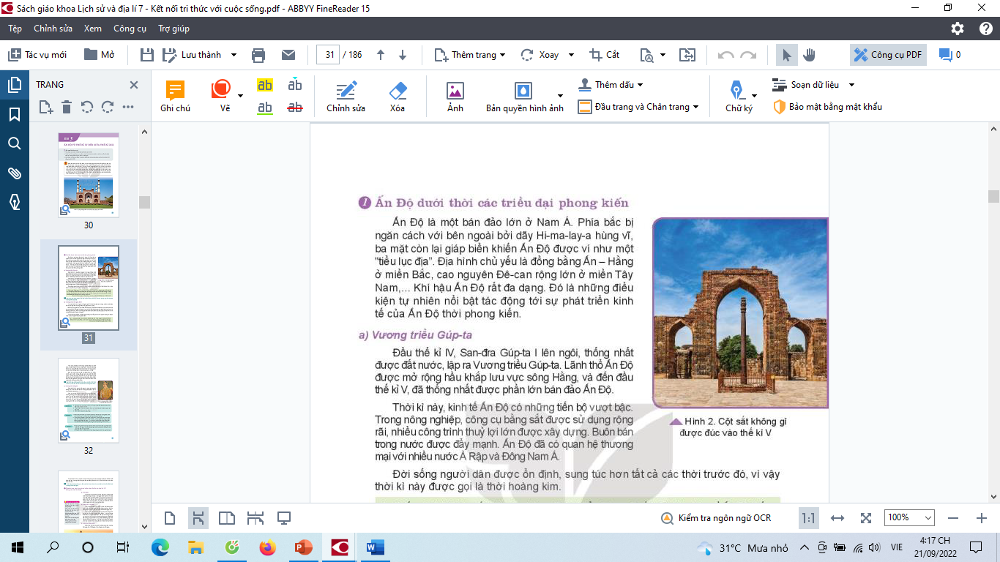 Sách giáo khoa Lịch sử và địa lí 7 - Kết nối tri thức với cuộc sống.pdf - ABBYY FineReader 15
Tệp Chỉnh sửa Xem Công cụ Trợ giúp
Tác vụ mới Mở Lưu thành 31 / 186 Thêm trang Xoay Cắt Công cụ PDF 0
TRANG
Ghi chú Vẽ Chỉnh sửa Xóa Ảnh Bản quyền hình ảnh Thêm dấu Đầu trang và Chân trang Chữ ký Soạn dữ liệu Bảo mật bằng mật khẩu
30
31
32
1 Ấn Độ dưới thời các triều đại phong kiến
Ấn Độ là một bán đảo lớn ở Nam Á. Phía bắc bị
ngăn cách với bên ngoài bởi dãy Hi-ma-lay-a hùng vĩ,
ba mặt còn lại giáp biển khiến Ấn Độ được ví như một
"tiểu lục địa". Địa hình chủ yếu là đồng bằng Ấn – Hằng
ở miền Bắc, cao nguyên Đê-can rộng lớn ở miền Tây
Nam,... Khí hậu Ấn Độ rất đa dạng. Đó là những điều
kiện tự nhiên nổi bật tác động tới sự phát triển kinh
tế của Ấn Độ thời phong kiến.
a) Vương triều Gúp-ta
Đầu thế kỉ IV, San-đra Gúp-ta I lên ngôi, thống nhất
được đất nước, lập ra Vương triều Gúp-ta. Lãnh thổ Ấn Độ
được mở rộng hầu khắp lưu vực sông Hằng, và đến đầu
thế kỉ V, đã thống nhất được phần lớn bán đảo Ấn Độ.
Thời kì này, kinh tế Ấn Độ có những tiến bộ vượt bậc.
Trong nông nghiệp, công cụ bằng sắt được sử dụng rộng
rãi, nhiều công trình thuỷ lợi lớn được xây dựng. Buôn bán
trong nước được đẩy mạnh. Ấn Độ đã có quan hệ thương
mại với nhiều nước Ả Rập và Đông Nam Á.
Đời sống người dân được ổn định, sung túc hơn tất cả các thời trước đó, vì vậy
thời kì này được gọi là thời hoàng kim.
Hình 2. Cột sắt không gỉ
được đúc vào thế kỉ V
Kiểm tra ngôn ngữ OCR 1:1 100%
31°C Mưa nhỏ VIE 4:17 CH
21/09/2022